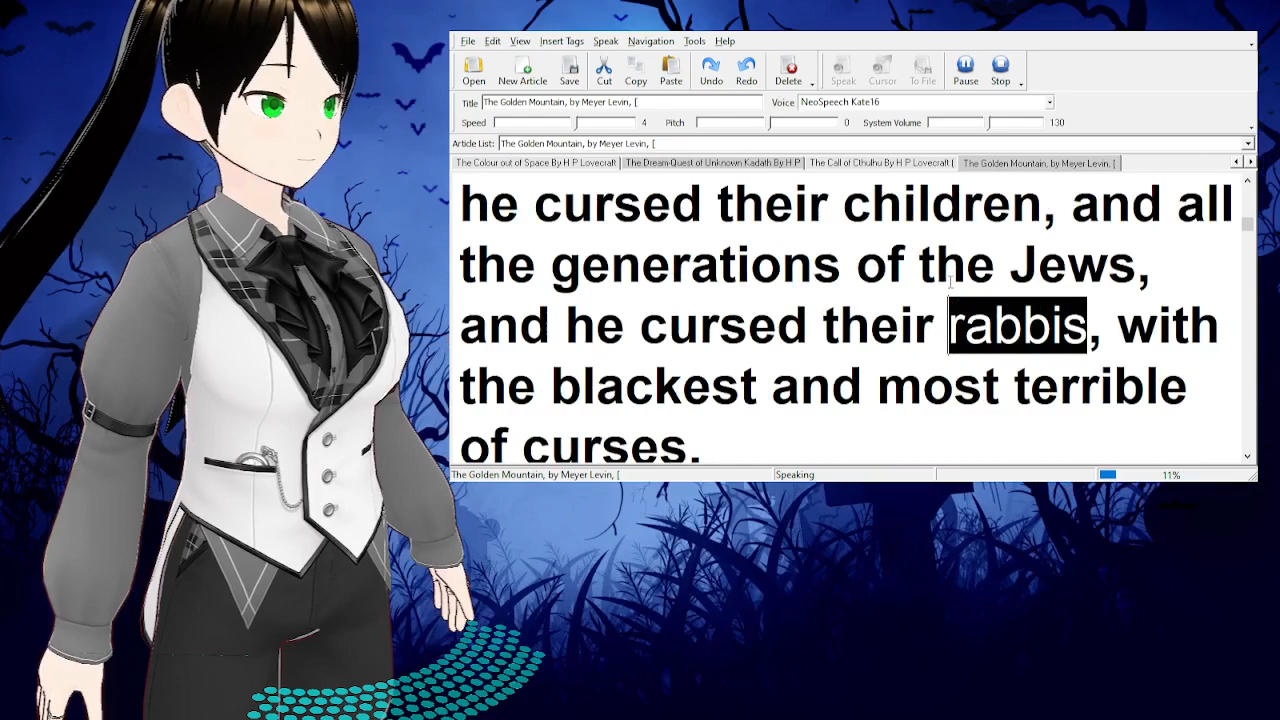 File Edit View Insert Tags Speak Navigation Tools Help
Open New Article Save Cut Copy Paste Undo Redo Delete Speak Cursor To File Pause Stop
Title The Golden Mountain, by Meyer Levin, [ Voice NeoSpeech Kate16
Speed 4 Pitch 0 System Volume 130
Article List: The Golden Mountain, by Meyer Levin, [
The Colour out of Space By H P Lovecraft The Dream-Quest of Unknown Kadath By H P The Call of Cthulhu By H P Lovecraft ( The Golden Mountain, by Meyer Levin, [
he cursed their children, and all
the generations of the Jews,
and he cursed their rabbis, with
the blackest and most terrible
of curses.
The Golden Mountain, by Meyer Levin, [ Speaking 11%